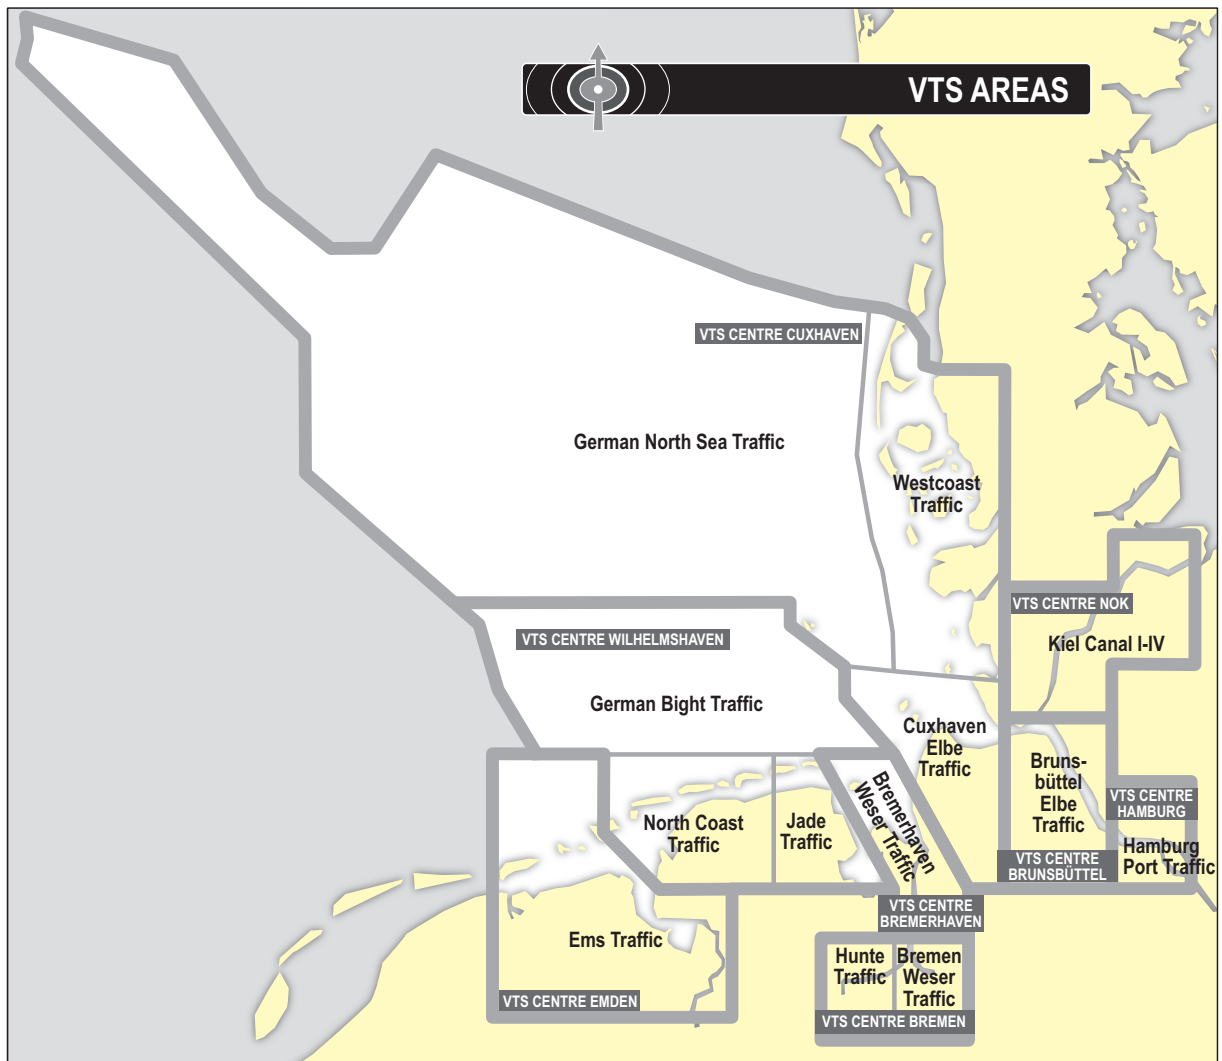 VTS AREAS
VTS CENTRE CUXHAVEN
German North Sea Traffic
Westcoast
Traffic
VTS CENTRE NOK
Kiel Canal I-IV
VTS CENTRE WILHELMSHAVEN
German Bight Traffic
Cuxhaven
Elbe
Traffic
Bruns-
büttel
Elbe
Traffic
VTS CENTRE
HAMBURG
Hamburg
Port Traffic
VTS CENTRE
BRUNSBÜTTEL
North Coast
Traffic
Jade
Traffic
Bremerhaven
Weser Traffic
VTS CENTRE
BREMERHAVEN
Ems Traffic
VTS CENTRE EMDEN
Hunte
Traffic
Bremen
Weser
Traffic
VTS CENTRE BREMEN